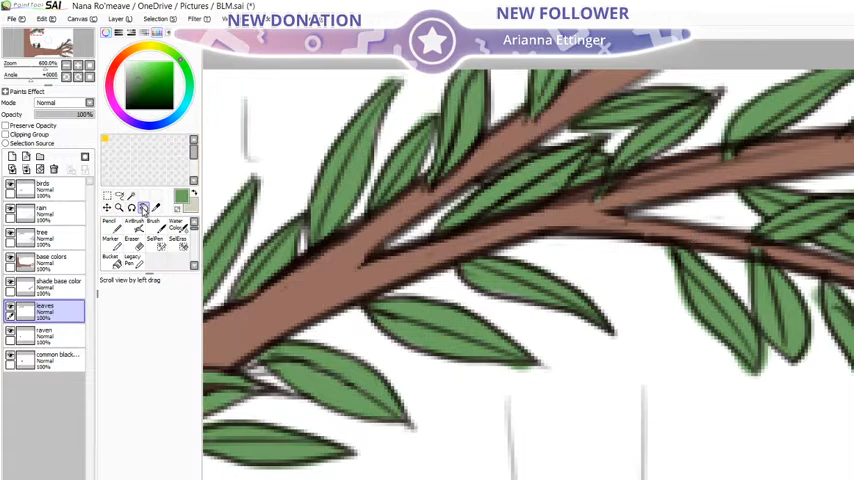 PaintTool SAI Nana Ro'meave / OneDrive / Pictures / BLM.sai (*)
File (F) Edit (E) Canvas (C) Layer (L) Selection (S)
NEW DONATION
NEW FOLLOWER
Arianna Ettinger
Zoom 600.0%
Angle +0000
Paints Effect
Mode Normal
Opacity 100%
Preserve Opacity
Clipping Group
Selection Source
birds
Normal
100%
rain
Normal
100%
tree
Normal
100%
base colors
Normal
100%
shade base color
Normal
100%
leaves
Normal
100%
raven
Normal
100%
common black...
Normal
100%
Pencil AirBrush Brush Water Color
Marker Eraser SelPen SelEras
Bucket Legacy Pen
Scroll view by left drag